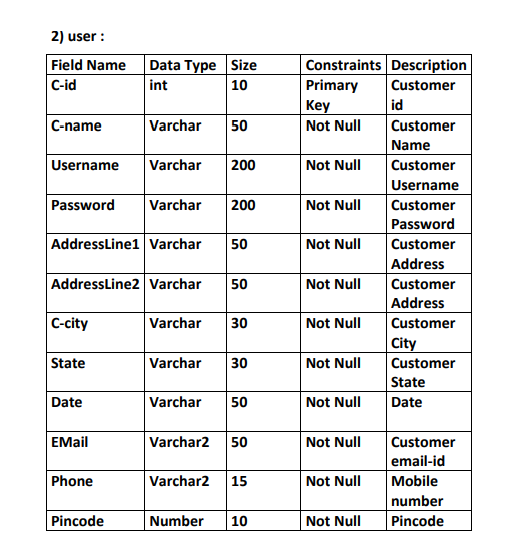 2) user :
Field Name Data Type Size Constraints Description
C-id int 10 Primary Customer
Key id
C-name Varchar 50 Not Null Customer
Name
Username Varchar 200 Not Null Customer
Username
Password Varchar 200 Not Null Customer
Password
AddressLine1 Varchar 50 Not Null Customer
Address
AddressLine2 Varchar 50 Not Null Customer
Address
C-city Varchar 30 Not Null Customer
City
State Varchar 30 Not Null Customer
State
Date Varchar 50 Not Null Date
EMail Varchar2 50 Not Null Customer
email-id
Phone Varchar2 15 Not Null Mobile
number
Pincode Number 10 Not Null Pincode